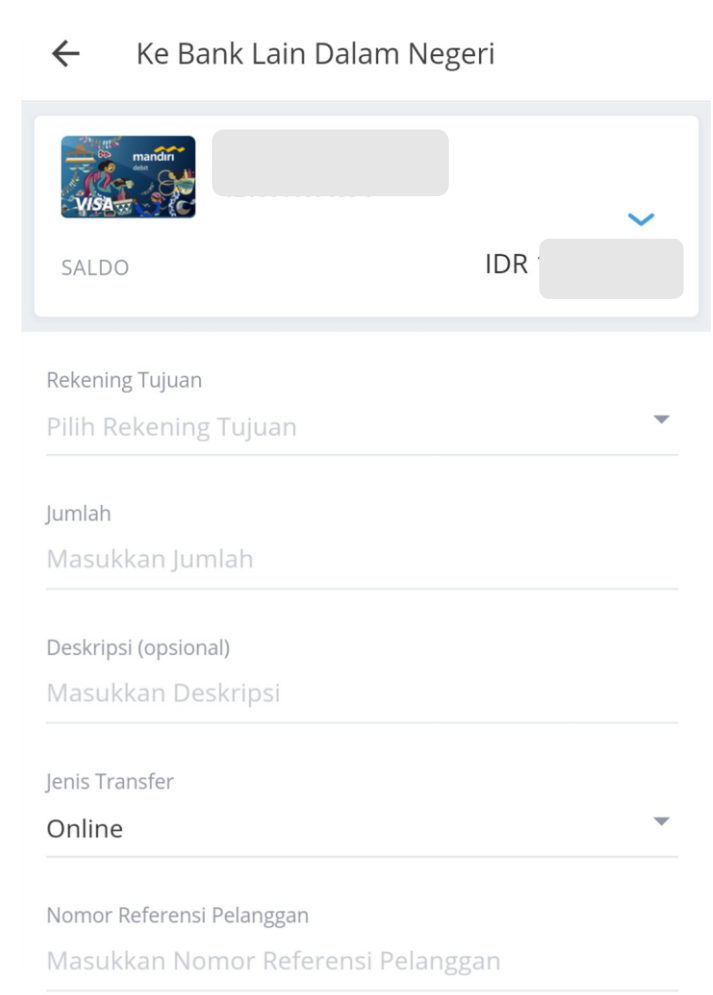 Ke Bank Lain Dalam Negeri
mandiri
debit
VISA
SALDO
IDR
Rekening Tujuan
Pilih Rekening Tujuan
Jumlah
Masukkan Jumlah
Deskripsi (opsional)
Masukkan Deskripsi
Jenis Transfer
Online
Nomor Referensi Pelanggan
Masukkan Nomor Referensi Pelanggan